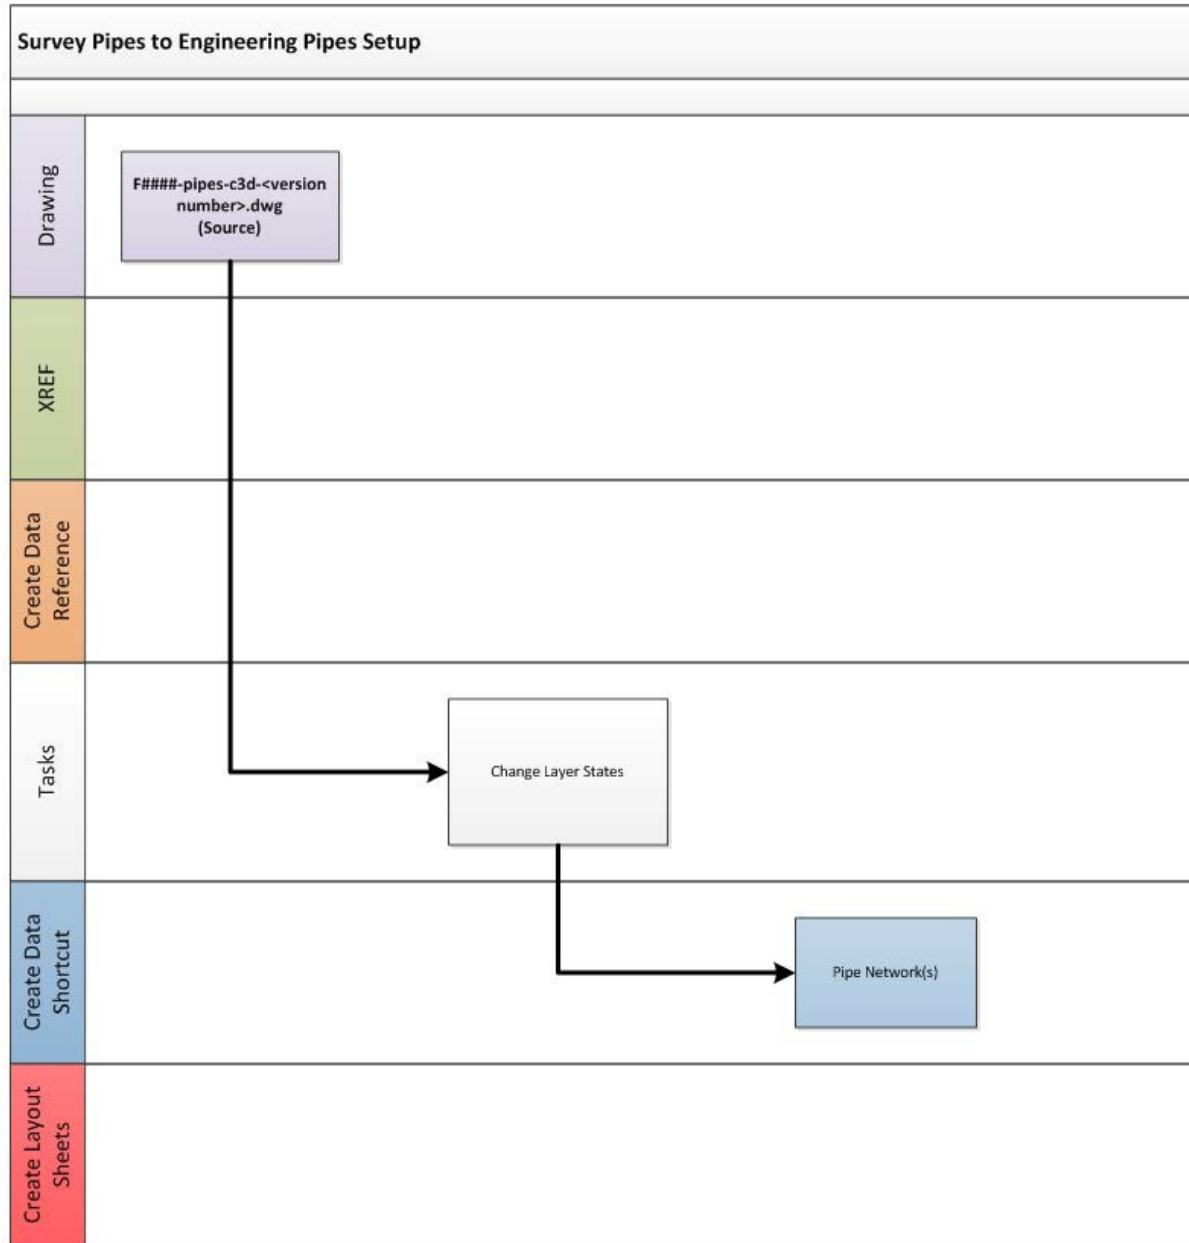 Survey Pipes to Engineering Pipes Setup
Drawing
F####-pipes-c3d-<version
number>.dwg
(Source)
XREF
Create Data
Reference
Tasks
Change Layer States
Create Data
Shortcut
Pipe Network(s)
Create Layout
Sheets